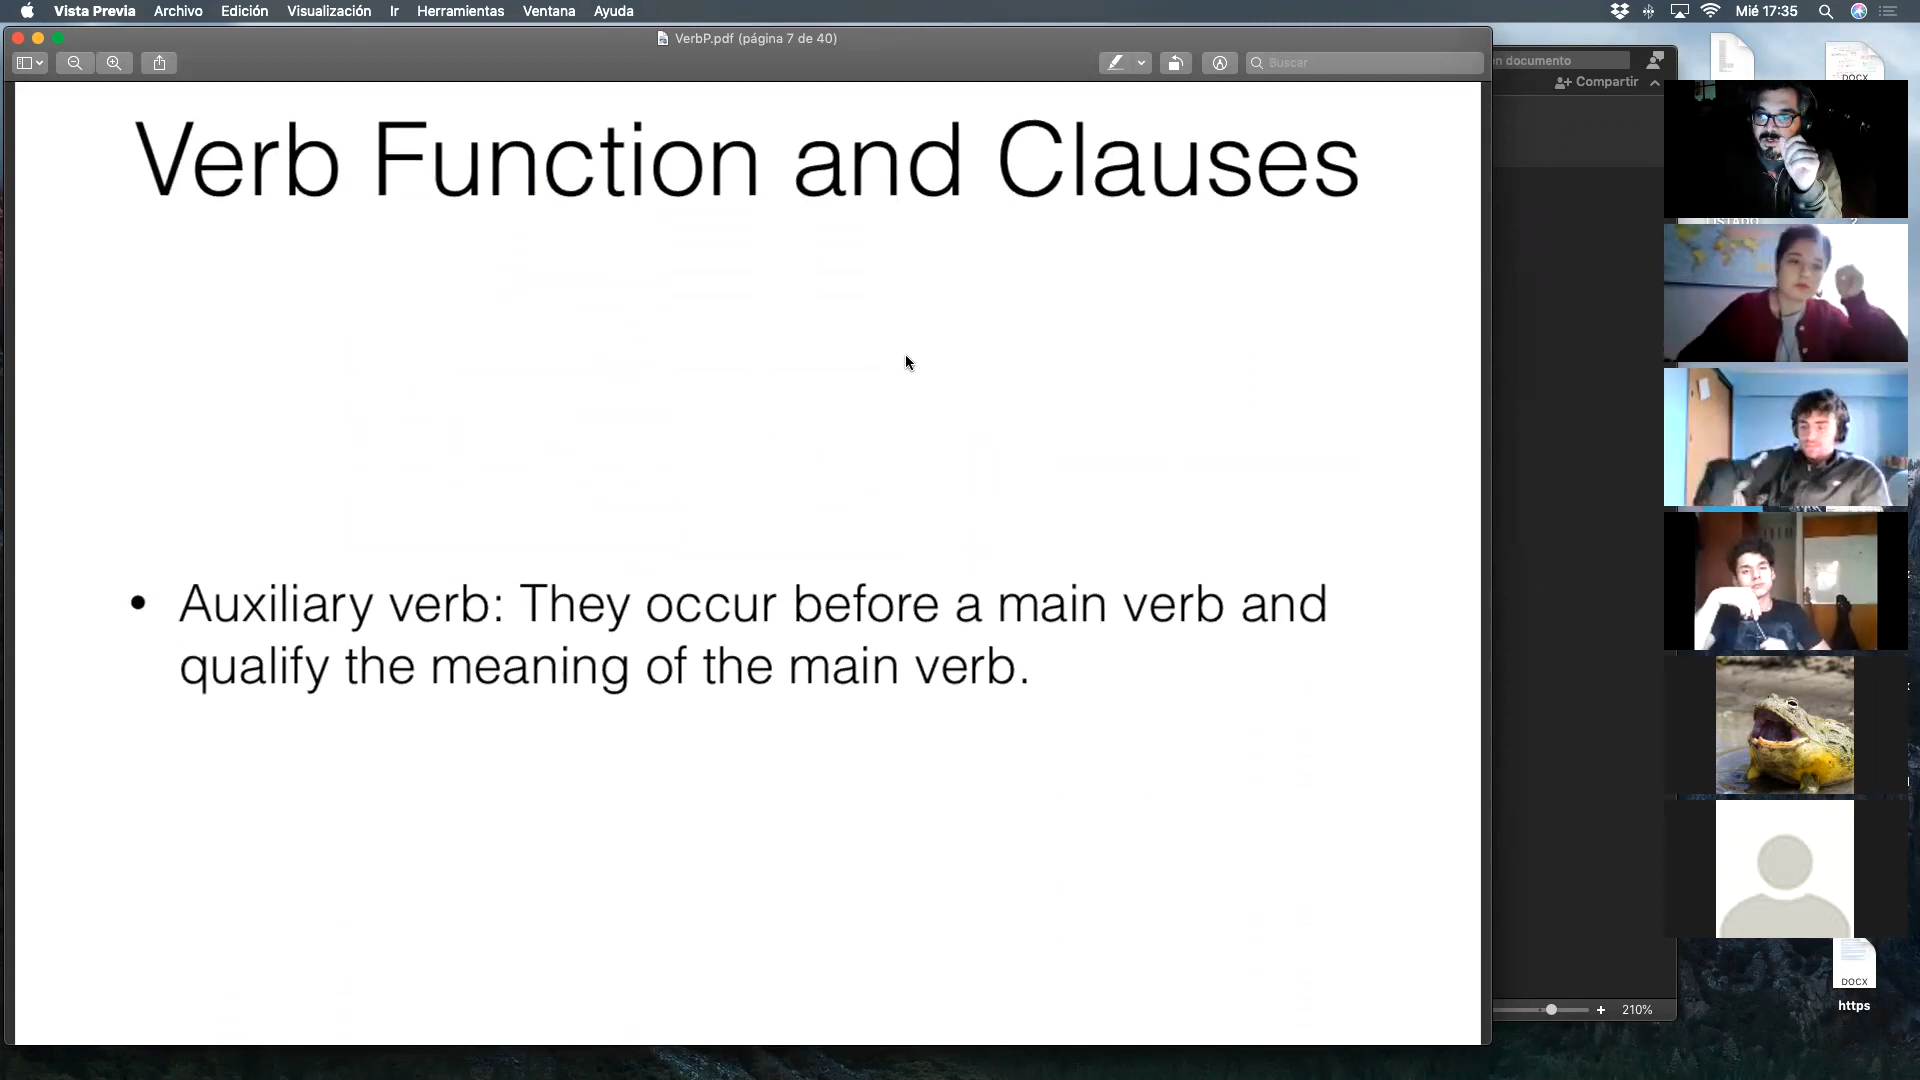 Vista Previa Archivo Edición Visualización Ir Herramientas Ventana Ayuda
Mié 17:35
VerbP.pdf (página 7 de 40)
Buscar
en documento
Compartir
DOCX
Verb Function and Clauses
• Auxiliary verb: They occur before a main verb and
qualify the meaning of the main verb.
DOCX
https
210%